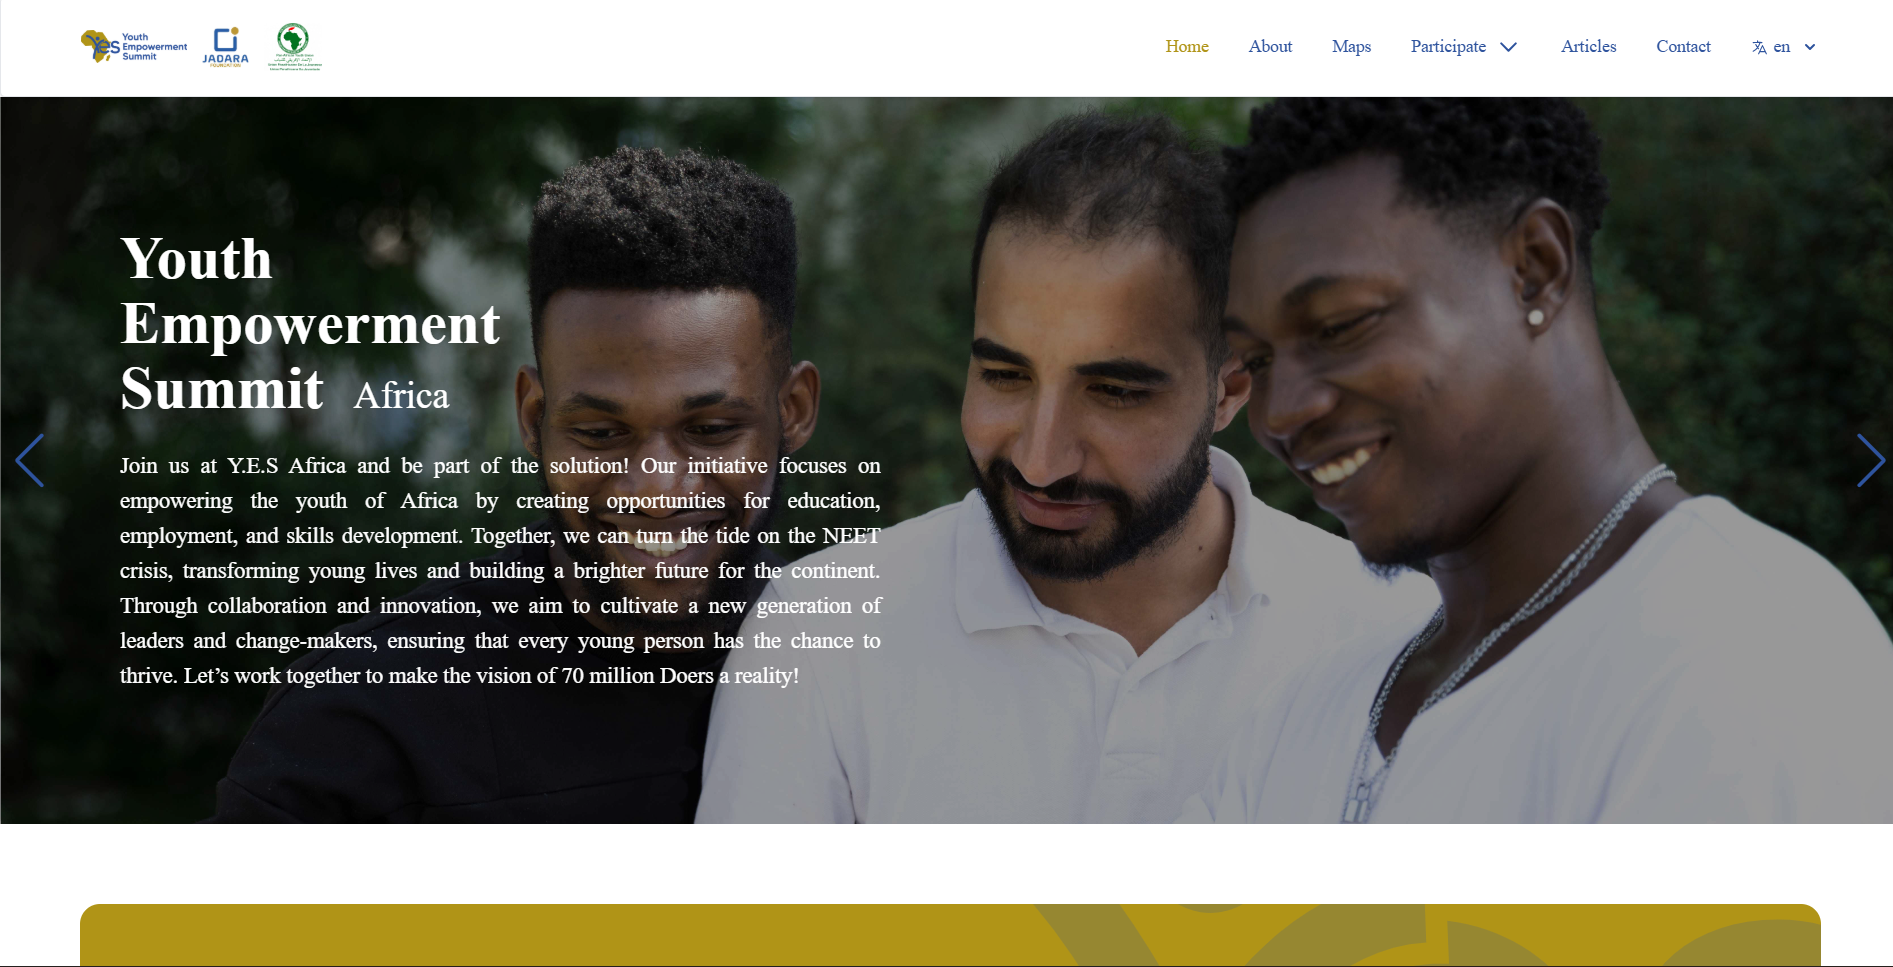 Yes Youth
Empowerment
Summit
JADARA
FOUNDATION
Home
About
Maps
Participate
Articles
Contact
en
Youth
Empowerment
Summit Africa
Join us at Y.E.S Africa and be part of the solution! Our initiative focuses on
empowering the youth of Africa by creating opportunities for education,
employment, and skills development. Together, we can turn the tide on the NEET
crisis, transforming young lives and building a brighter future for the continent.
Through collaboration and innovation, we aim to cultivate a new generation of
leaders and change-makers, ensuring that every young person has the chance to
thrive. Let’s work together to make the vision of 70 million Doers a reality!